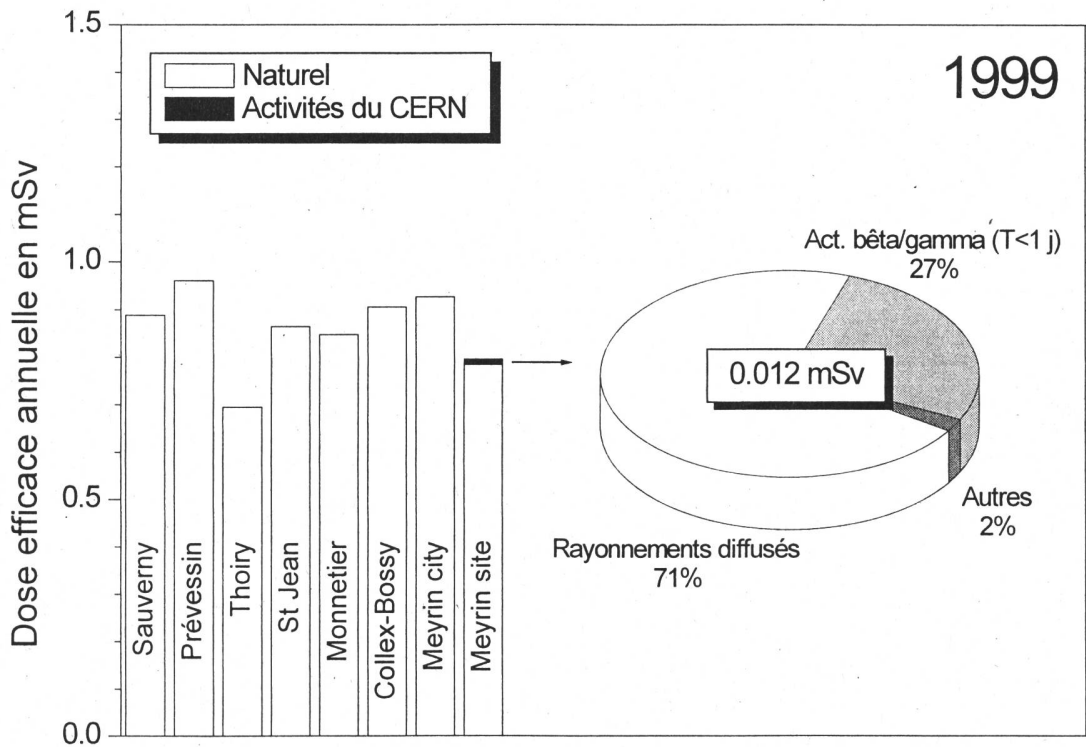 1.5
1.0
0.5
0.0
Dose efficace annuelle en mSv
Naturel
Activités du CERN
1999
Sauverny
Prévessin
Thoiry
St Jean
Monnetier
Collex-Bossy
Meyrin city
Meyrin site
Act. bêta/gamma (T<1 j)
27%
0.012 mSv
Autres
2%
Rayonnements diffusés
71%